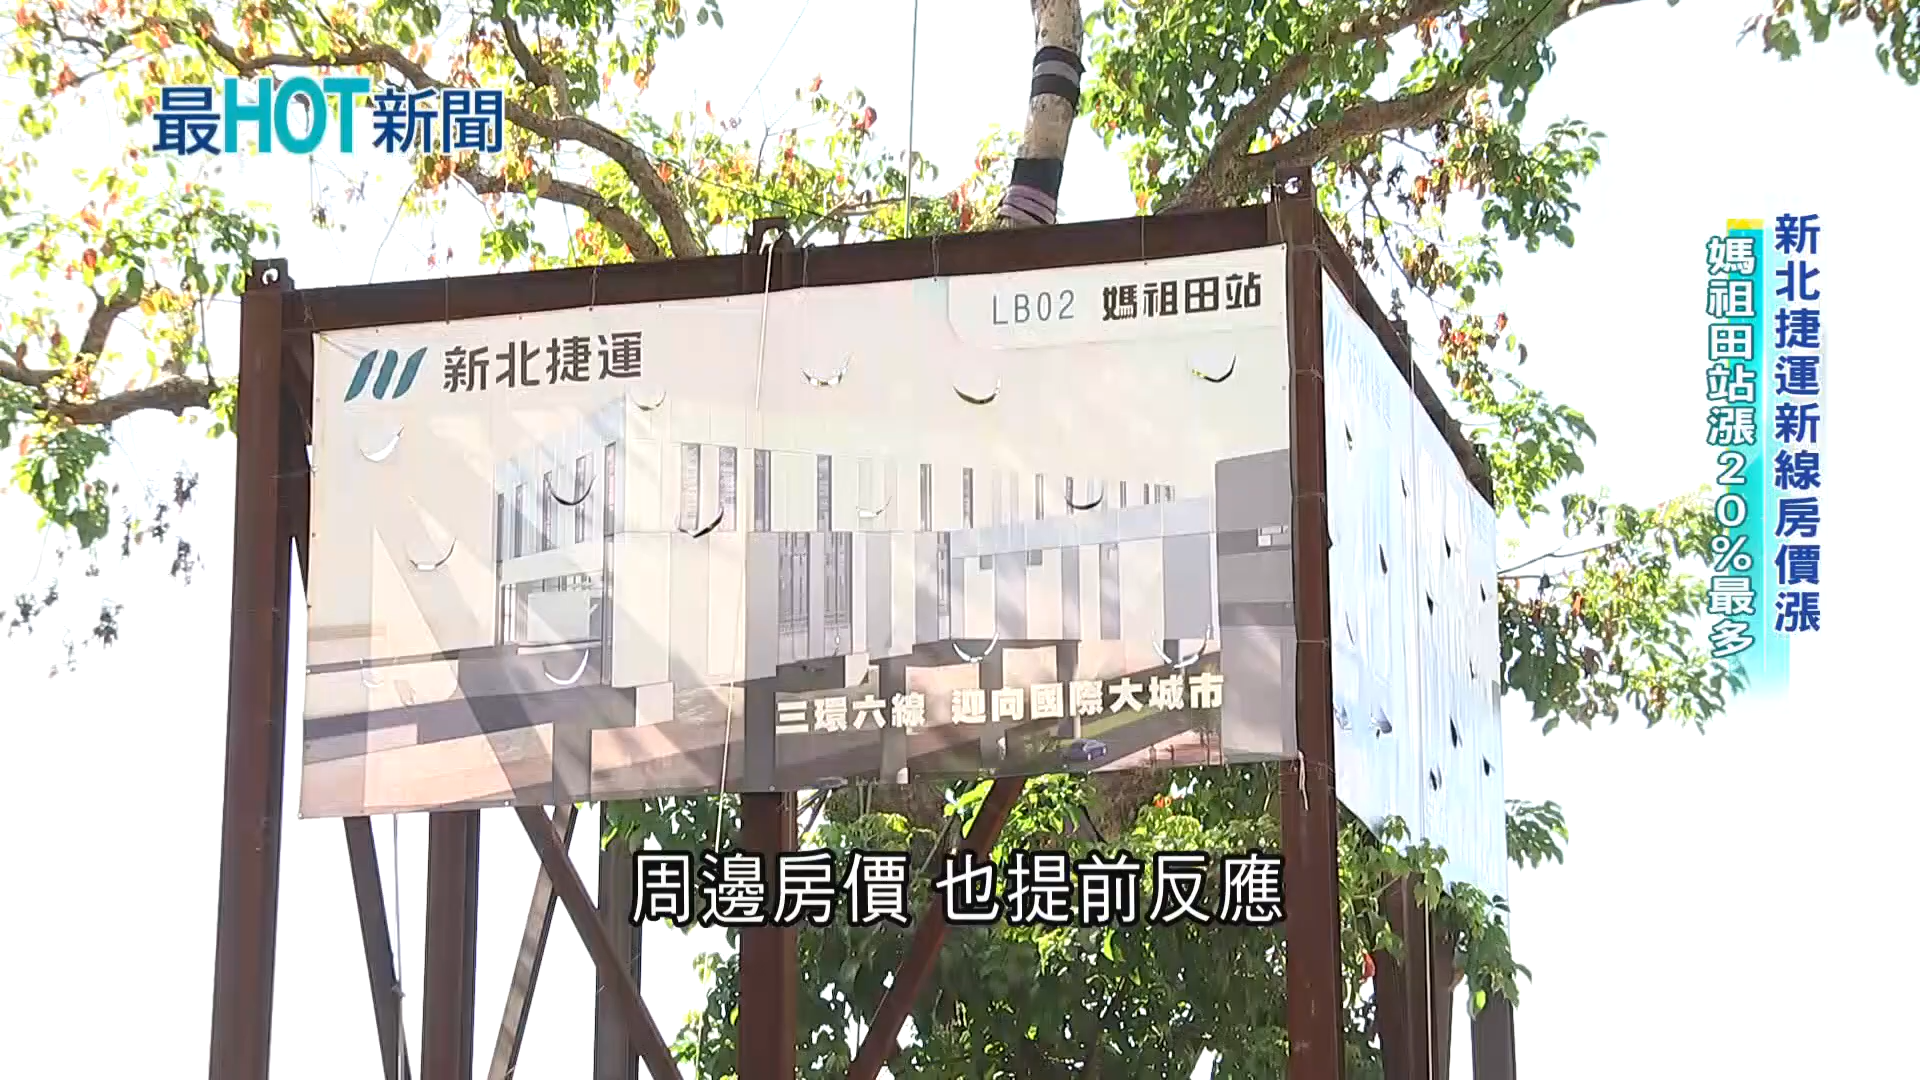 最HOT新聞
新北捷運新線房價漲
媽祖田站漲20%最多
LB02 媽祖田站
新北捷運
三環六線 迎向國際大城市
周邊房價 也提前反應